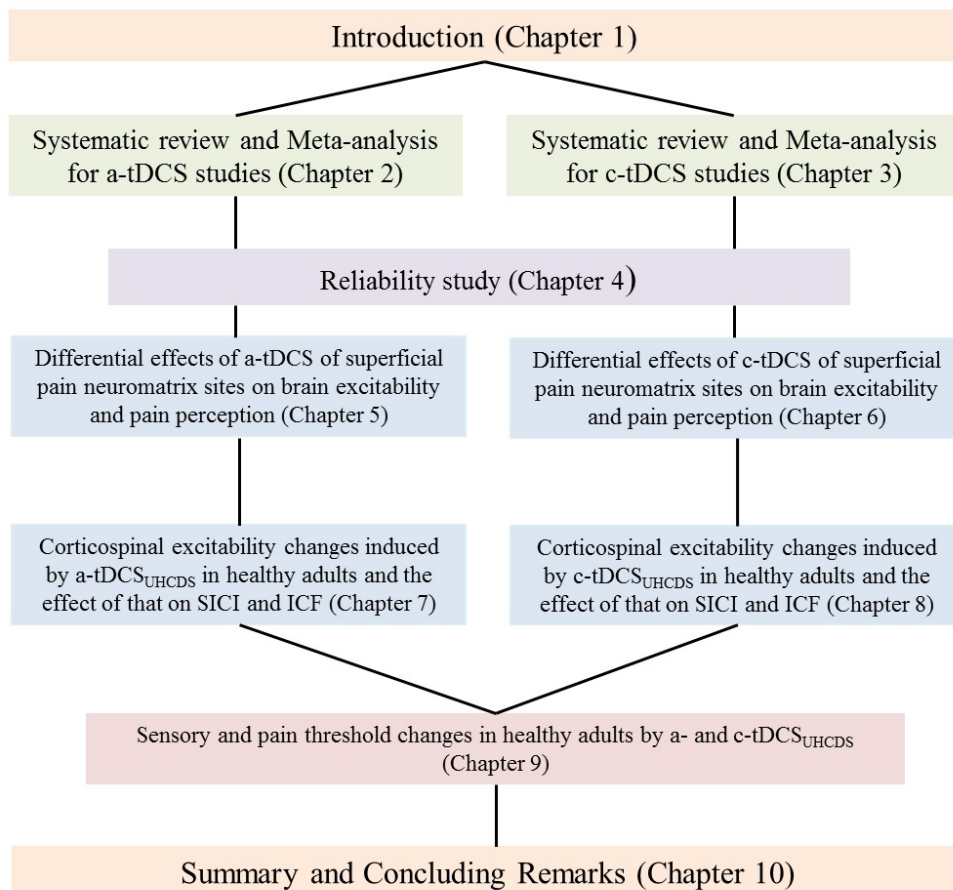 Introduction (Chapter 1)
Systematic review and Meta-analysis
for a-tDCS studies (Chapter 2)
Systematic review and Meta-analysis
for c-tDCS studies (Chapter 3)
Reliability study (Chapter 4)
Differential effects of a-tDCS of superficial
pain neuromatrix sites on brain excitability
and pain perception (Chapter 5)
Differential effects of c-tDCS of superficial
pain neuromatrix sites on brain excitability
and pain perception (Chapter 6)
Corticospinal excitability changes induced
by a-tDCS_UHCDS in healthy adults and the
effect of that on SICI and ICF (Chapter 7)
Corticospinal excitability changes induced
by c-tDCS_UHCDS in healthy adults and the
effect of that on SICI and ICF (Chapter 8)
Sensory and pain threshold changes in healthy adults by a- and c-tDCS_UHCDS
(Chapter 9)
Summary and Concluding Remarks (Chapter 10)